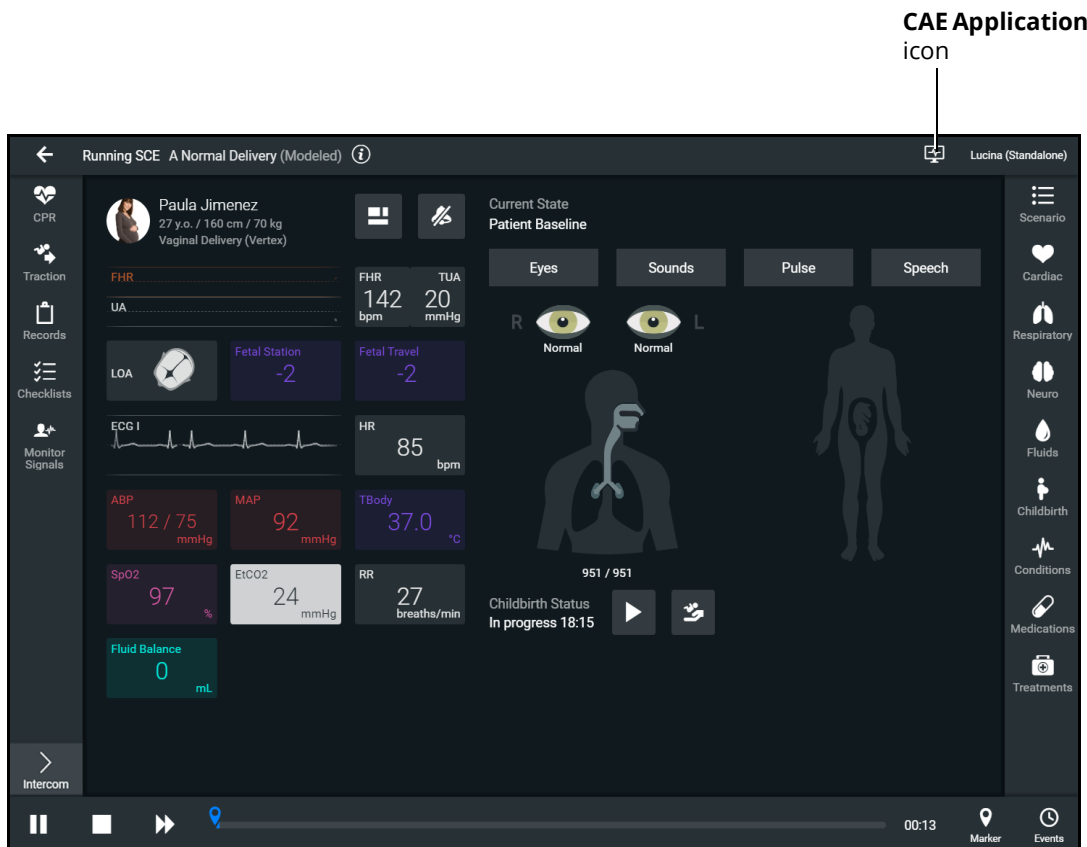 CAE Application
icon
Running SCE A Normal Delivery (Modeled)
Lucina (Standalone)
CPR
Traction
Records
Checklists
Monitor
Signals
Intercom
Paula Jimenez
27 y.o. / 160 cm / 70 kg
Vaginal Delivery (Vertex)
FHR
UA
FHR TUA
142 20
bpm mmHg
LOA
Fetal Station
-2
Fetal Travel
-2
ECG I
HR
85
bpm
ABP
112 / 75
mmHg
MAP
92
mmHg
TBody
37.0
°C
SpO2
97
%
EtCO2
24
mmHg
RR
27
breaths/min
Fluid Balance
0
mL
Current State
Patient Baseline
Eyes Sounds Pulse Speech
R L
Normal Normal
951 / 951
Childbirth Status
In progress 18:15
Scenario
Cardiac
Respiratory
Neuro
Fluids
Childbirth
Conditions
Medications
Treatments
00:13
Marker
Events